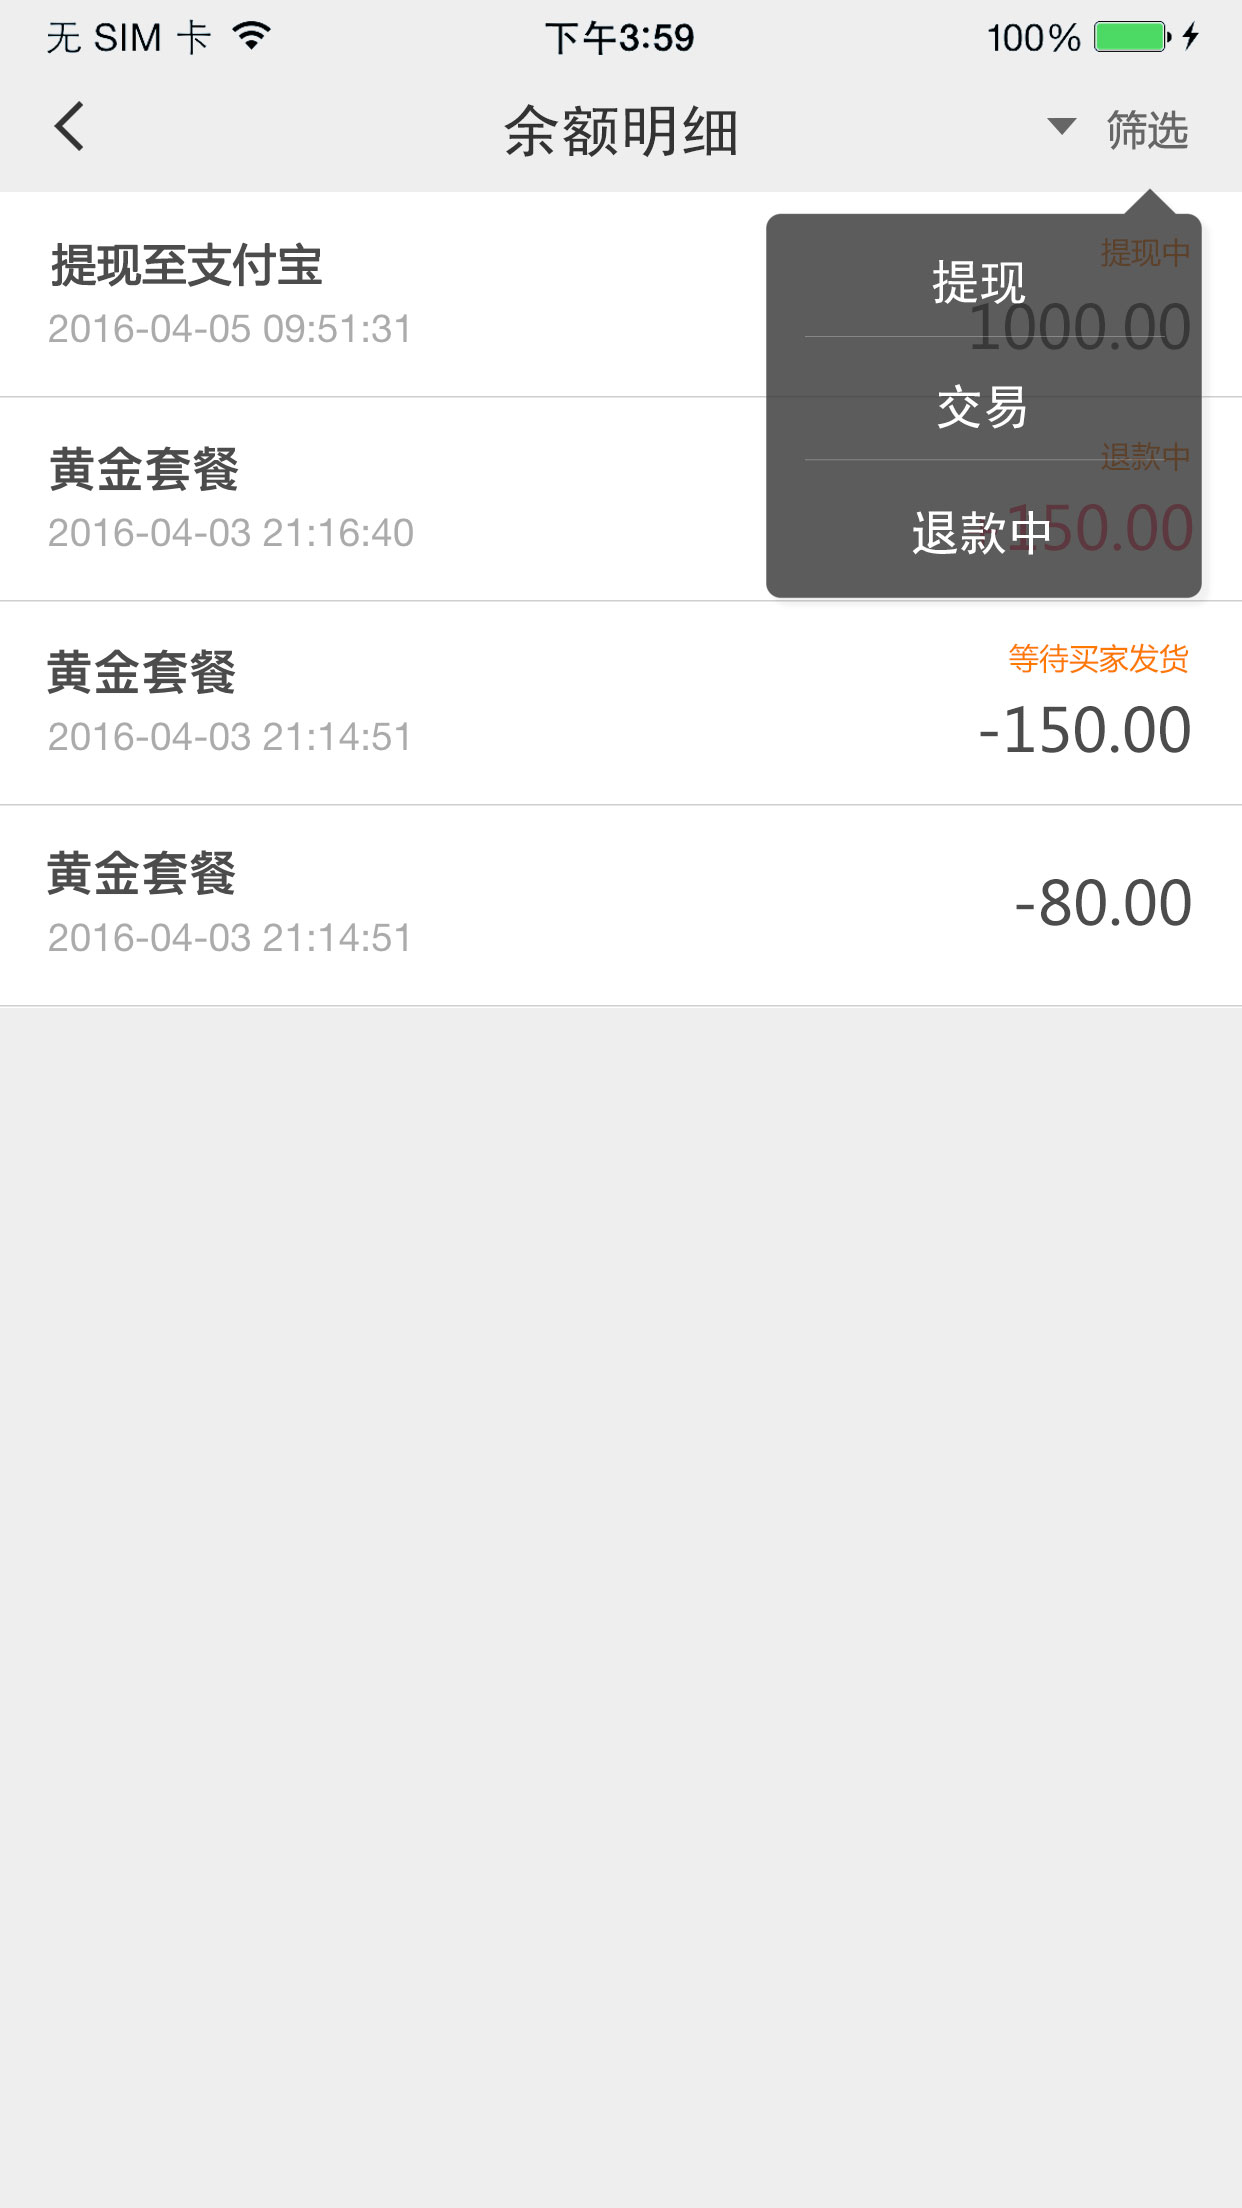 无 SIM 卡 下午3:59 100%
余额明细 筛选
提现至支付宝
2016-04-05 09:51:31
提现中
1000.00
提现
交易
退款中
黄金套餐
2016-04-03 21:16:40
退款中
150.00
黄金套餐
2016-04-03 21:14:51
等待买家发货
-150.00
黄金套餐
2016-04-03 21:14:51
-80.00